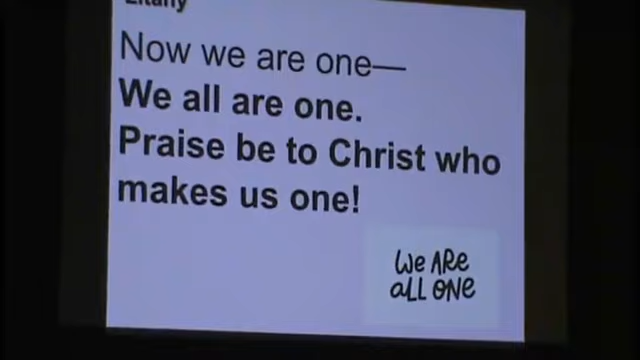 Litany
Now we are one—
We all are one.
Praise be to Christ who
makes us one!
We ARe
aLL ONe